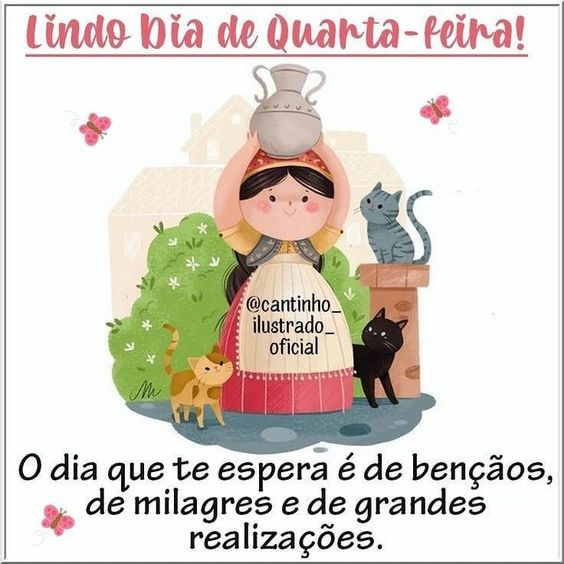 Lindo Dia de Quarta-feira!
@cantinho_
ilustrado_
oficial
O dia que te espera é de bençãos,
de milagres e de grandes
realizações.